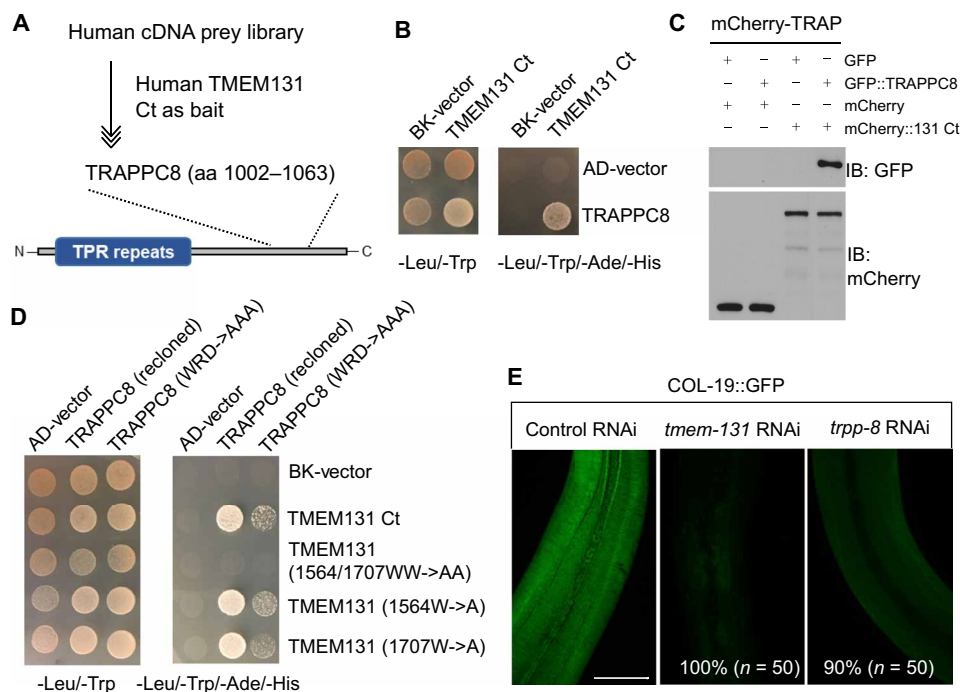 A
Human cDNA prey library
Human TMEM131
Ct as bait
TRAPPC8 (aa 1002–1063)
N
TPR repeats
C
B
BK-vector
TMEM131 Ct
BK-vector
TMEM131 Ct
AD-vector
TRAPPC8
-Leu/-Trp
-Leu/-Trp/-Ade/-His
C
mCherry-TRAP
+ – + – GFP
– + – + GFP::TRAPPC8
+ + – – mCherry
– – + + mCherry::131 Ct
IB: GFP
IB:
mCherry
D
AD-vector
TRAPPC8 (recloned)
TRAPPC8 (WRD->AAA)
AD-vector
TRAPPC8 (recloned)
TRAPPC8 (WRD->AAA)
BK-vector
TMEM131 Ct
TMEM131
(1564/1707WW->AA)
TMEM131 (1564W->A)
TMEM131 (1707W->A)
-Leu/-Trp
-Leu/-Trp/-Ade/-His
E
COL-19::GFP
Control RNAi
tmem-131 RNAi
trpp-8 RNAi
100% (n = 50)
90% (n = 50)